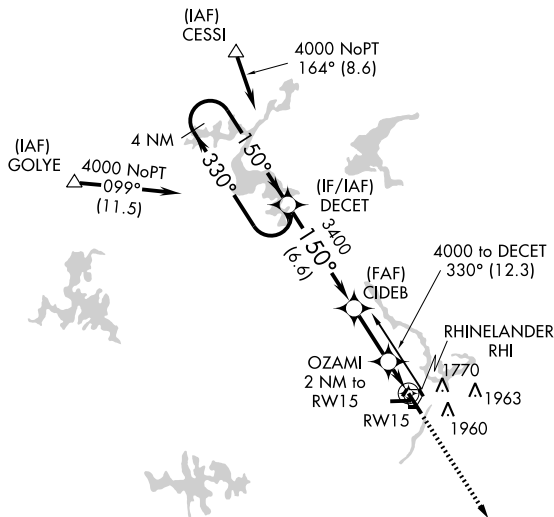 (IAF)
CESSI
4000 NoPT
164° (8.6)
4 NM
150°
330°
(IAF)
GOLYE
4000 NoPT
099°
(11.5)
(IF/IAF)
DECET
3400
150°
(6.6)
4000 to DECET
330° (12.3)
(FAF)
CIDEB
RHINELANDER
RHI
OZAMI
2 NM to
RW15
1770
1963
RW15
1960